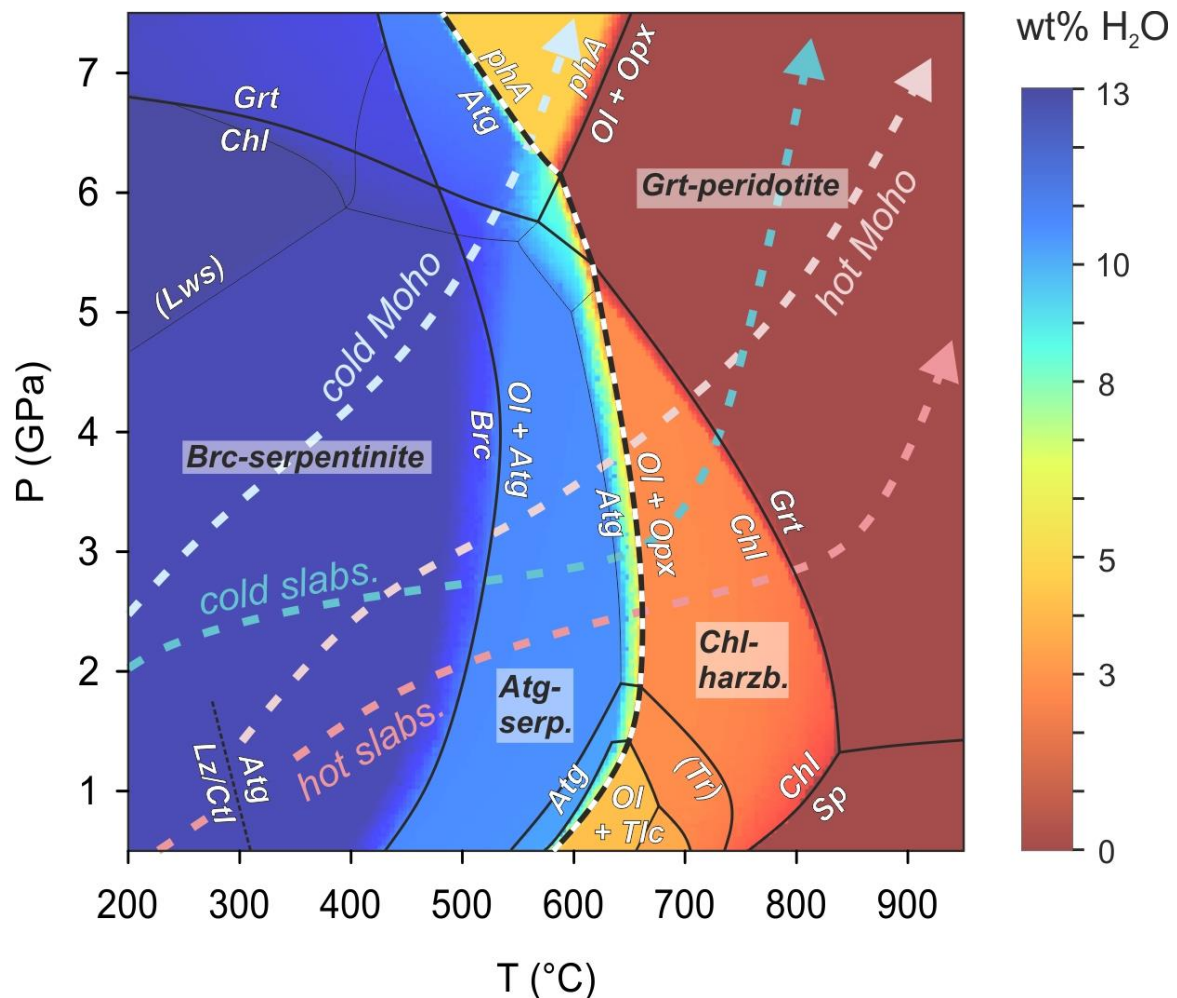 wt% H₂O
13
10
8
5
3
0
P (GPa)
7
6
5
4
3
2
1
200
300
400
500
600
700
800
900
T (°C)
Grt
Chl
phA
Atg
phA
Ol + Opx
Grt-peridotite
(Lws)
cold Moho
hot Moho
Brc-serpentinite
Brc
Ol + Atg
Atg
Ol + Opx
Grt
Chl
cold slabs.
hot slabs.
Chl-
harzb.
Atg-
serp.
Lz/Ctl
Atg
Atg
Ol
+ Tlc
(Tr)
Chl
Sp